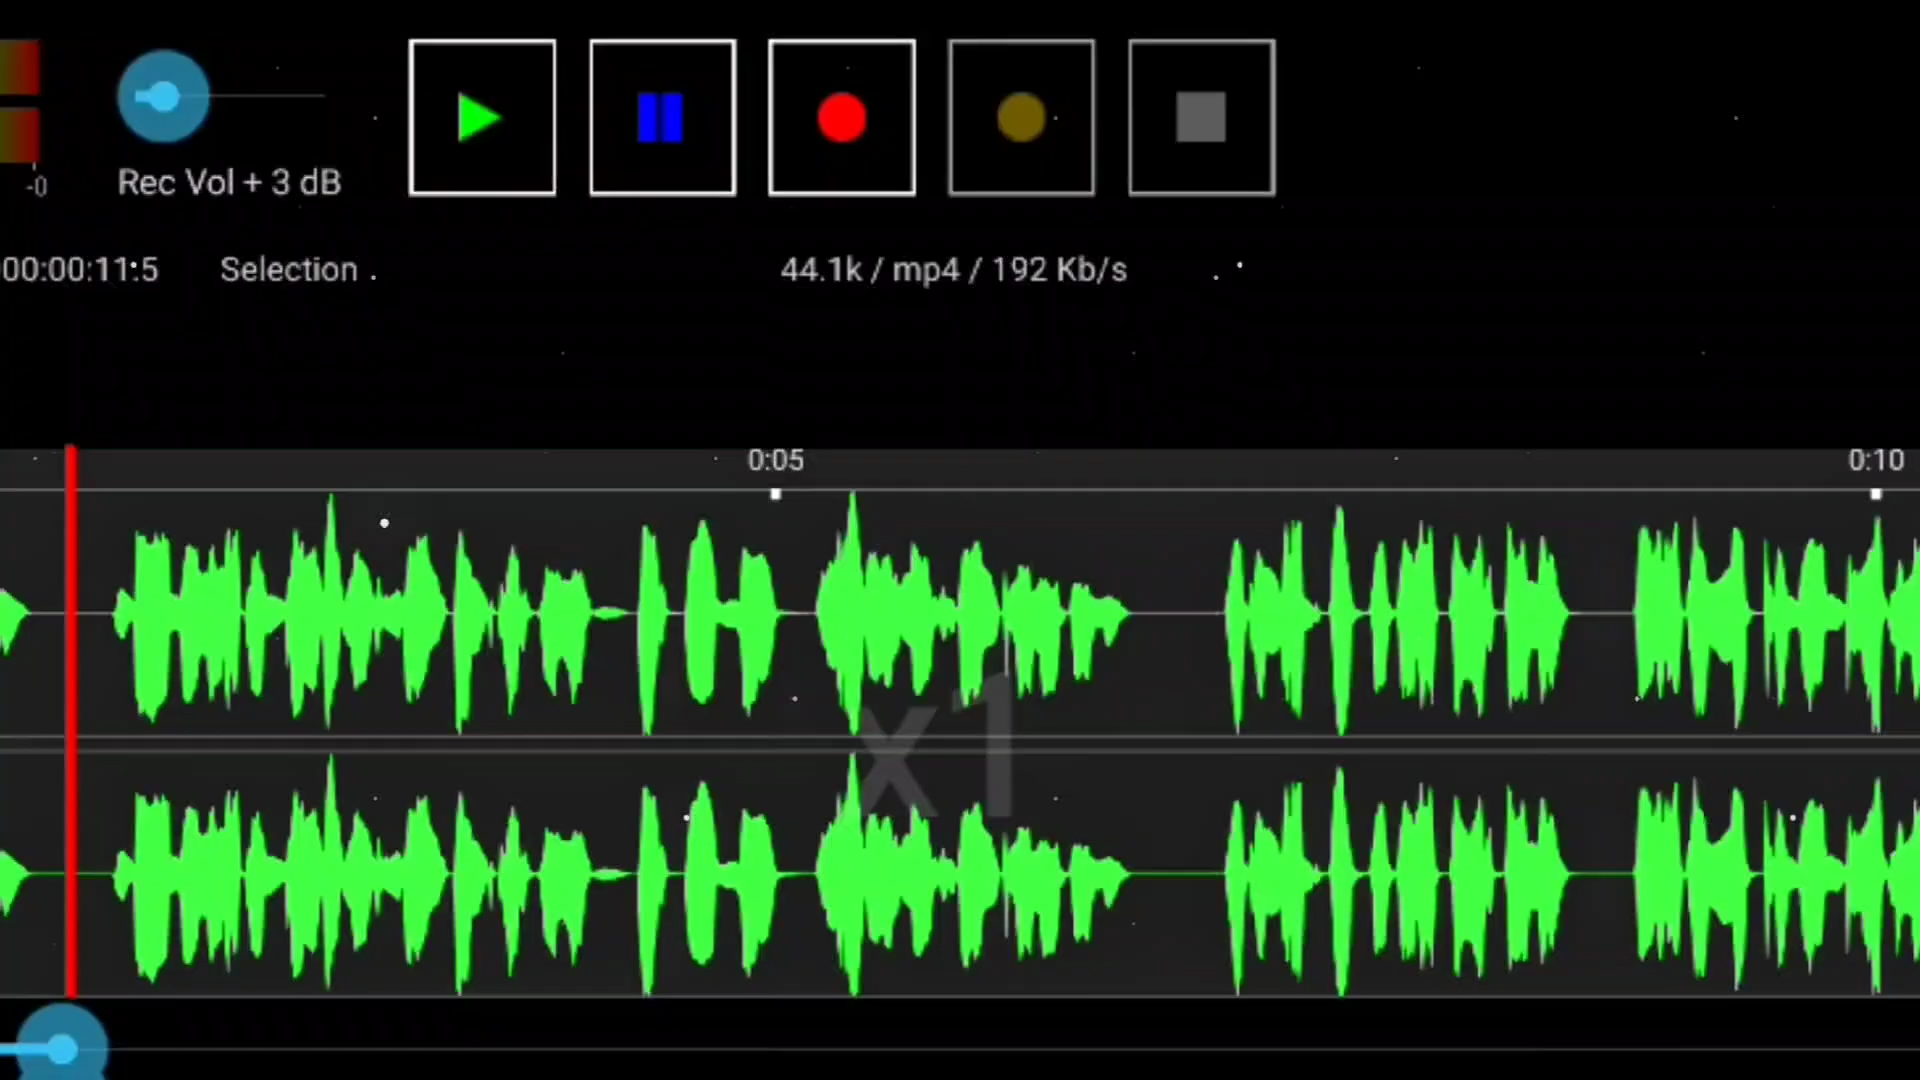 -0
Rec Vol + 3 dB
00:00:11:5
Selection
44.1k / mp4 / 192 Kb/s
0:05
0:10
x1